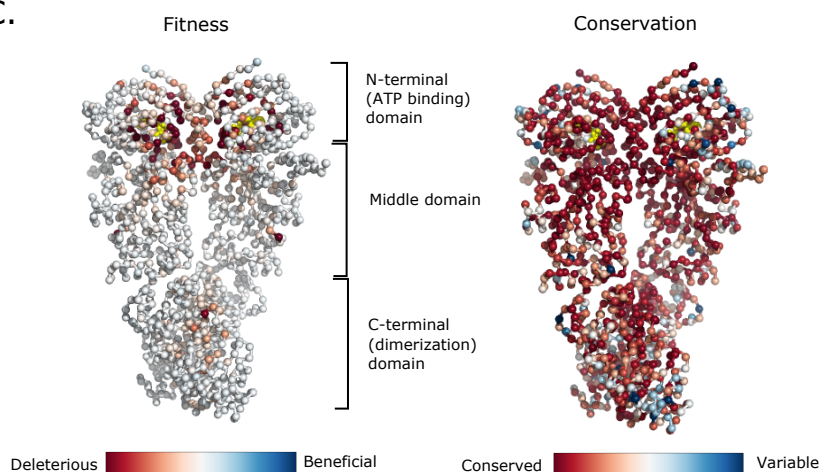 c.
Fitness
Conservation
N-terminal
(ATP binding)
domain
Middle domain
C-terminal
(dimerization)
domain
Deleterious
Beneficial
Conserved
Variable